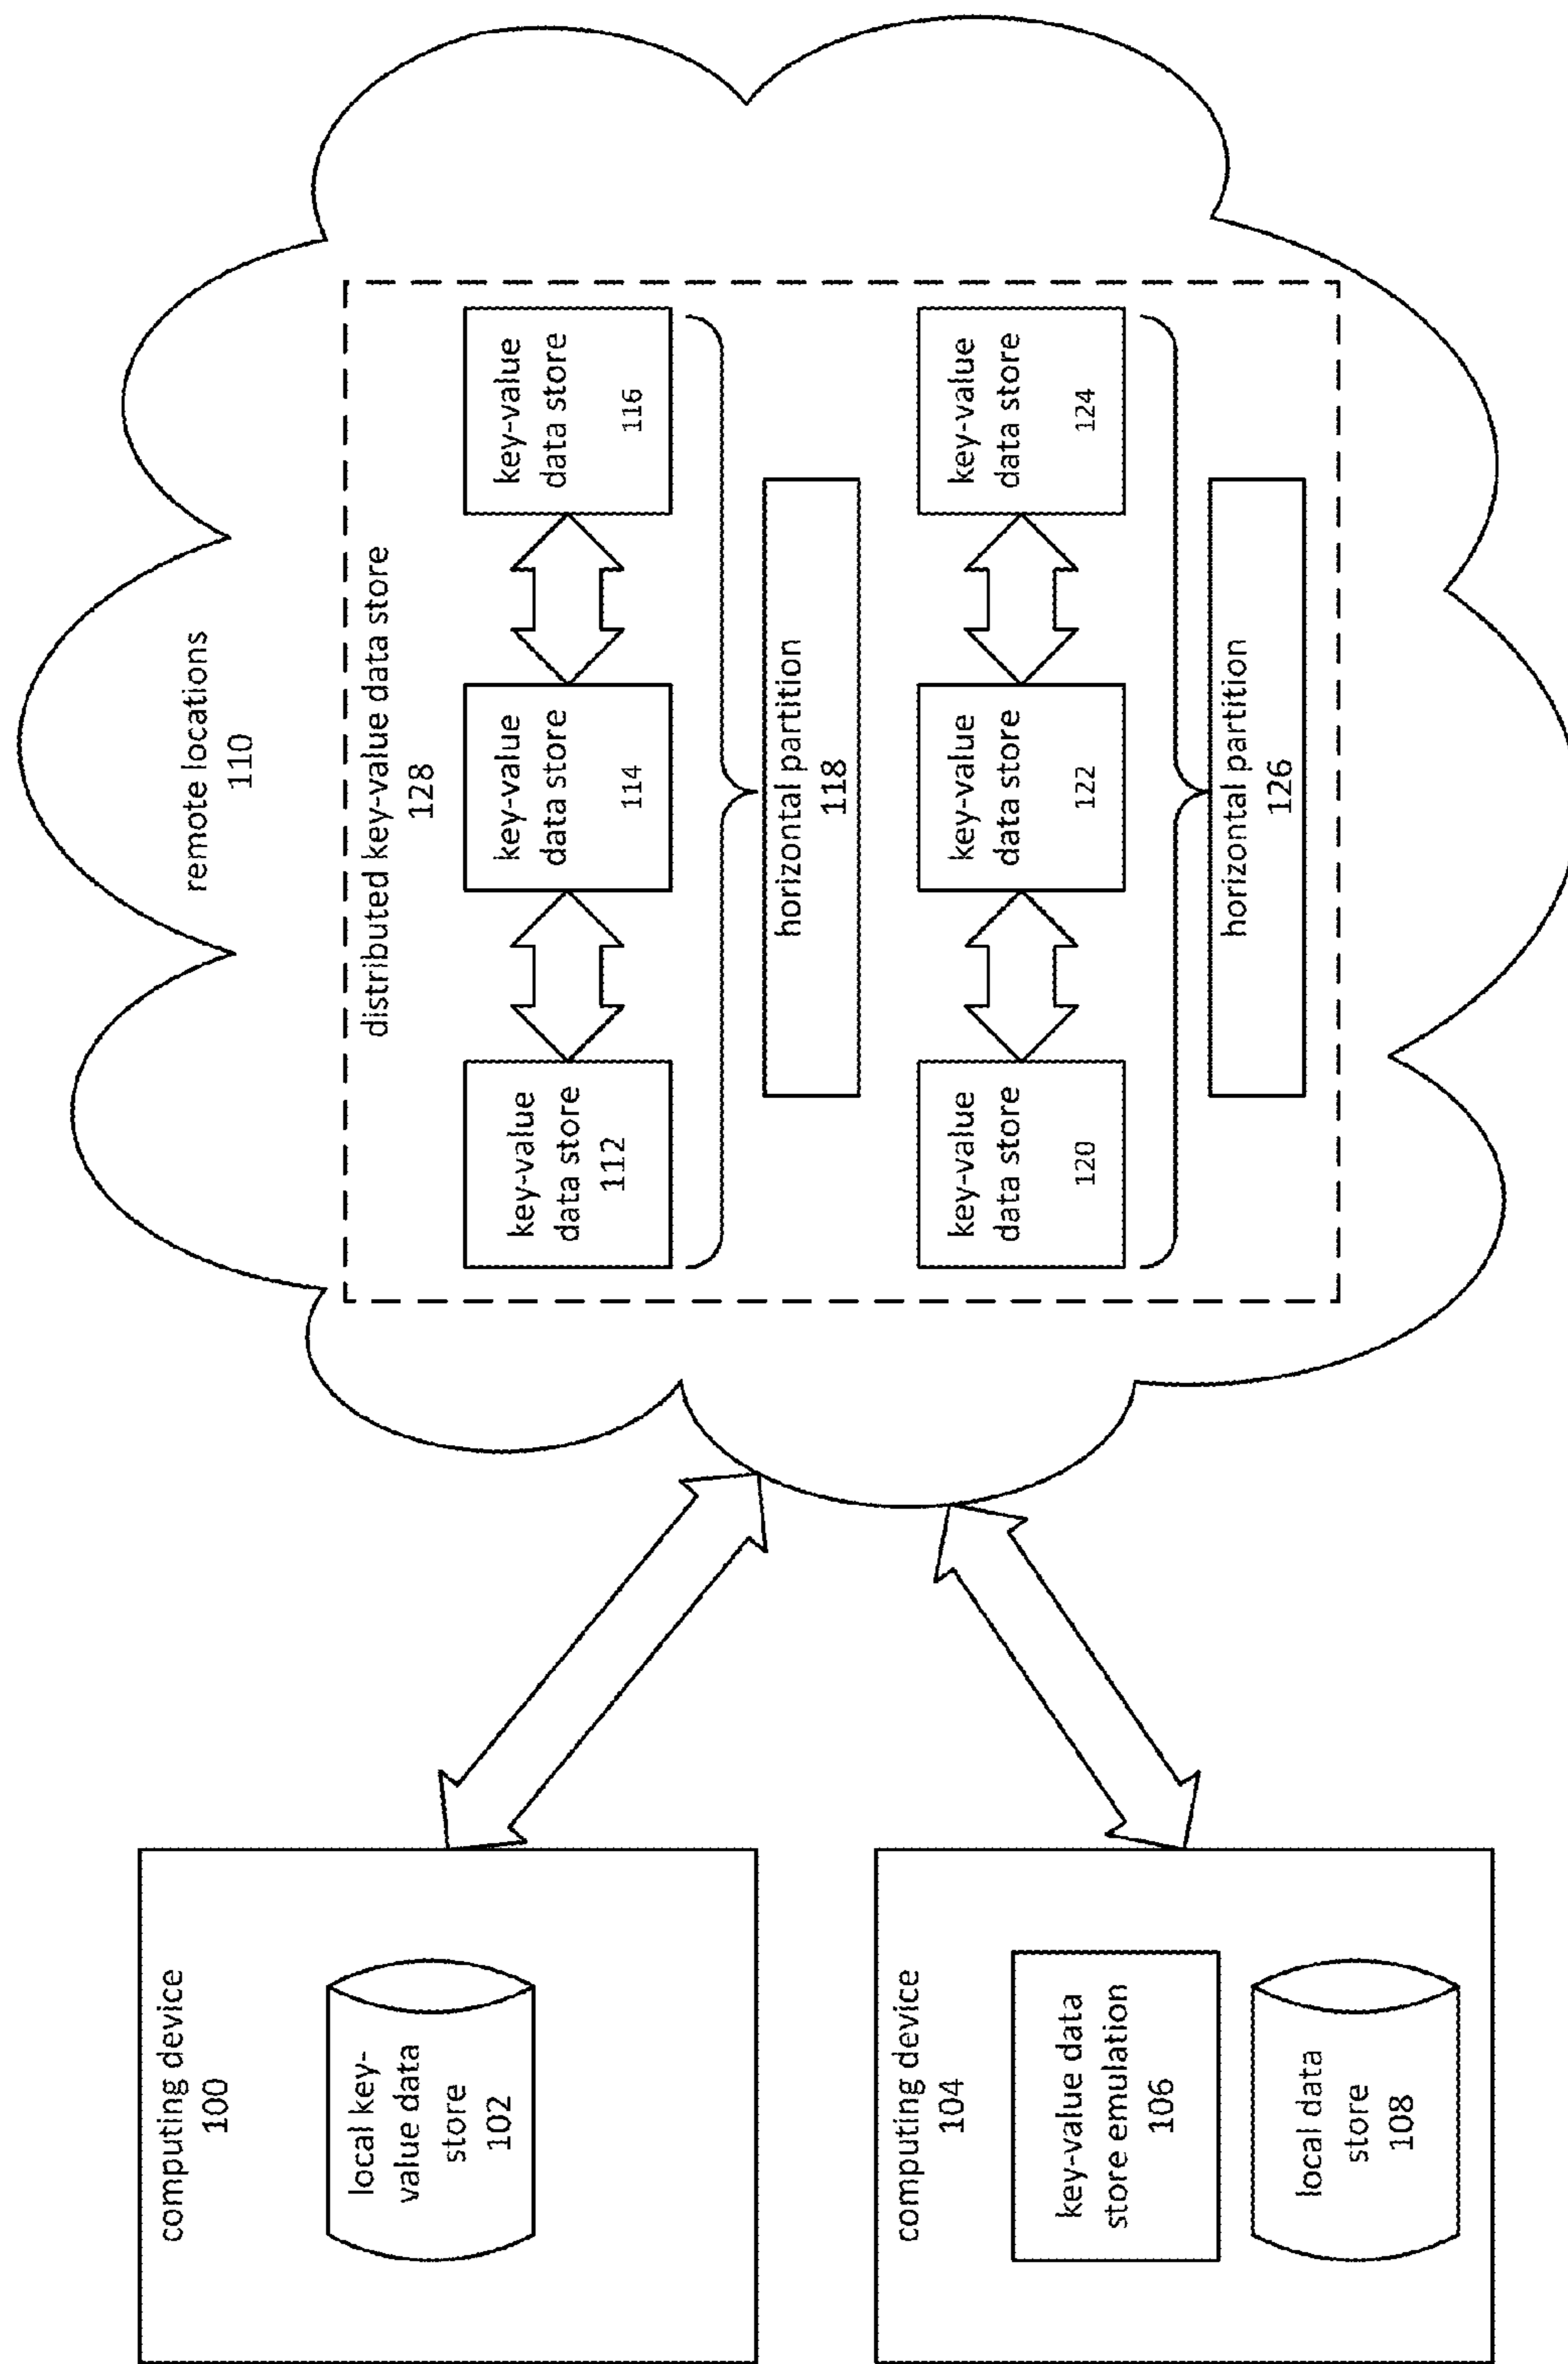 computing device
100
local key-
value data
store
102
computing device
104
key-value data
store emulation
106
local data
store
108
remote locations
110
distributed key-value data store
128
key-value
data store
112
key-value
data store
114
key-value
data store
116
horizontal partition
118
key-value
data store
120
key-value
data store
122
key-value
data store
124
horizontal partition
126